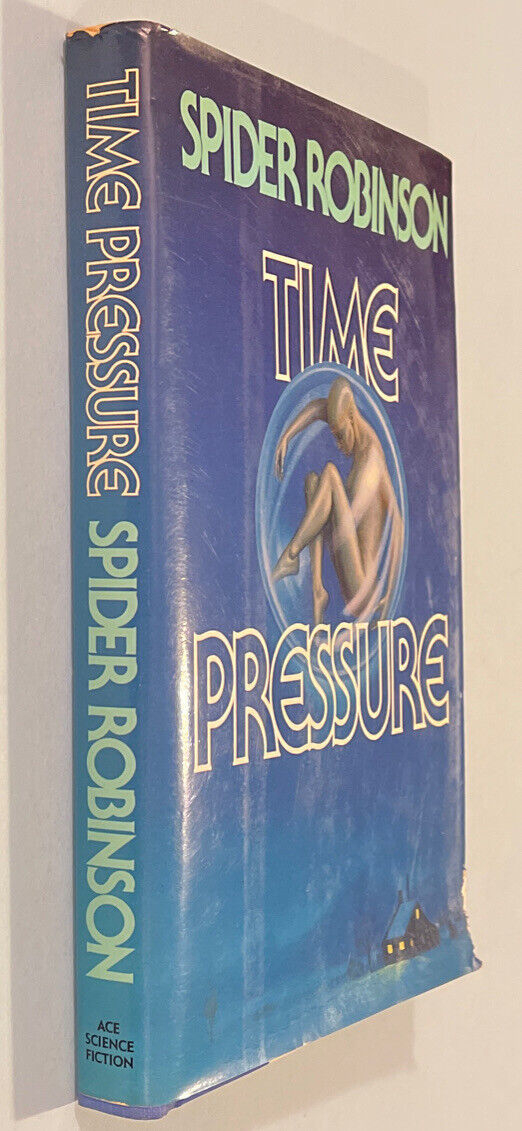 TIME PRESSURE SPIDER ROBINSON
ACE
SCIENCE
FICTION
SPIDER ROBINSON
TIME
PRESSURE